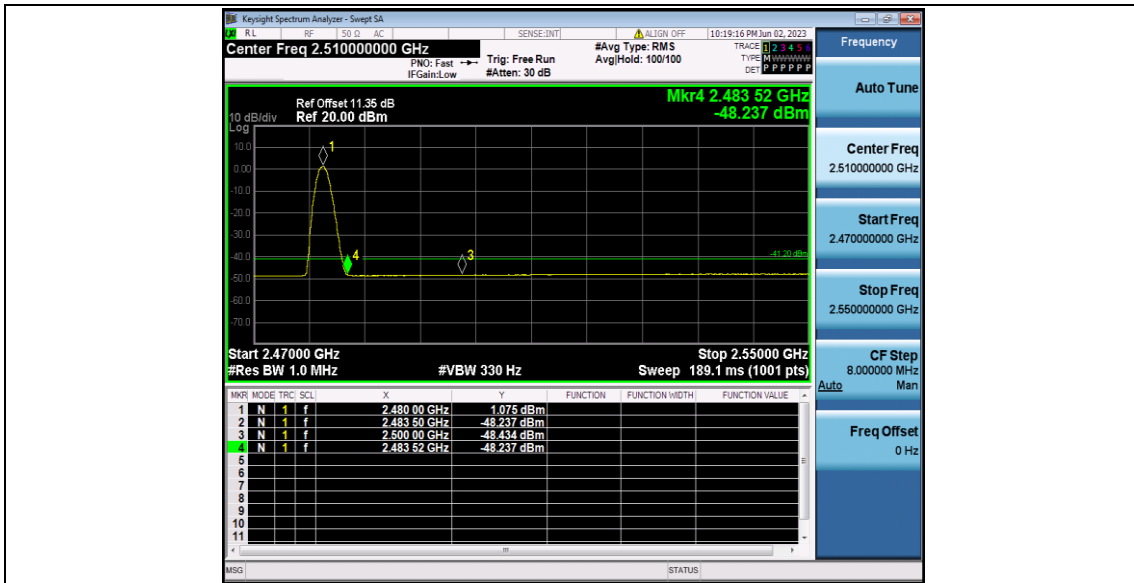 Keysight Spectrum Analyzer - Swept SA
LXI RL RF 50 Ω AC SENSE:INT ALIGN OFF 10:19:16 PM Jun 02, 2023
Center Freq 2.510000000 GHz
PNO: Fast
IFGain:Low
Trig: Free Run
#Atten: 30 dB
#Avg Type: RMS
Avg|Hold: 100/100
TRACE 1 2 3 4 5 6
TYPE M WWWWW
DET P P P P P P
Ref Offset 11.35 dB
Ref 20.00 dBm
10 dB/div
Log
Mkr4 2.483 52 GHz
-48.237 dBm
10.0
0.00
-10.0
-20.0
-30.0
-40.0
-50.0
-60.0
-70.0
1
4
3
-41.20 dBm
Start 2.47000 GHz Stop 2.55000 GHz
#Res BW 1.0 MHz #VBW 330 Hz Sweep 189.1 ms (1001 pts)
MKR MODE TRC SCL X Y FUNCTION FUNCTION WIDTH FUNCTION VALUE
1 N 1 f 2.480 00 GHz 1.075 dBm
2 N 1 f 2.483 50 GHz -48.237 dBm
3 N 1 f 2.500 00 GHz -48.434 dBm
4 N 1 f 2.483 52 GHz -48.237 dBm
5
6
7
8
9
10
11
MSG STATUS
Frequency
Auto Tune
Center Freq
2.510000000 GHz
Start Freq
2.470000000 GHz
Stop Freq
2.550000000 GHz
CF Step
8.000000 MHz
Auto Man
Freq Offset
0 Hz